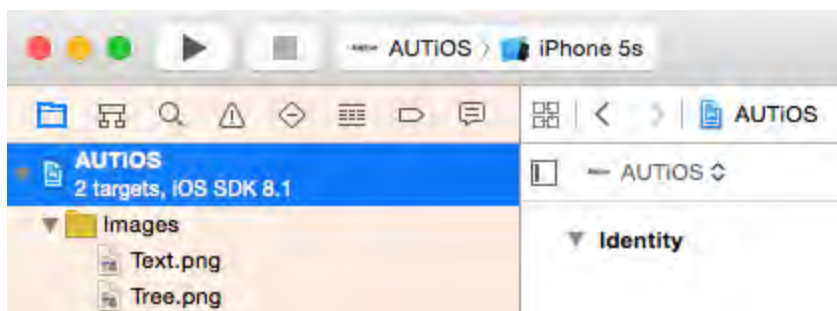 AUTiOS iPhone 5s
AUTiOS
AUTiOS
2 targets, iOS SDK 8.1
AUTiOS
Images
Identity
Text.png
Tree.png